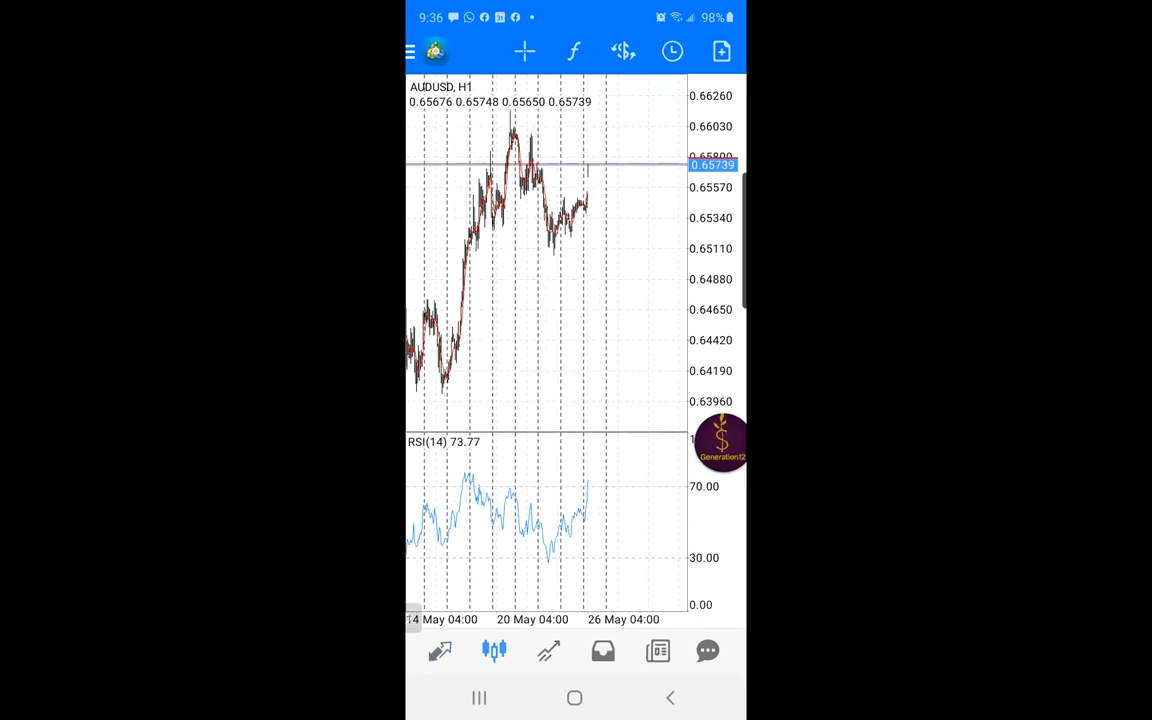 9:36
98%
AUDUSD, H1
0.65676 0.65748 0.65650 0.65739
0.66260
0.66030
0.65800
0.65739
0.65570
0.65340
0.65110
0.64880
0.64650
0.64420
0.64190
0.63960
$
Generation12
RSI(14) 73.77
70.00
30.00
0.00
14 May 04:00
20 May 04:00
26 May 04:00